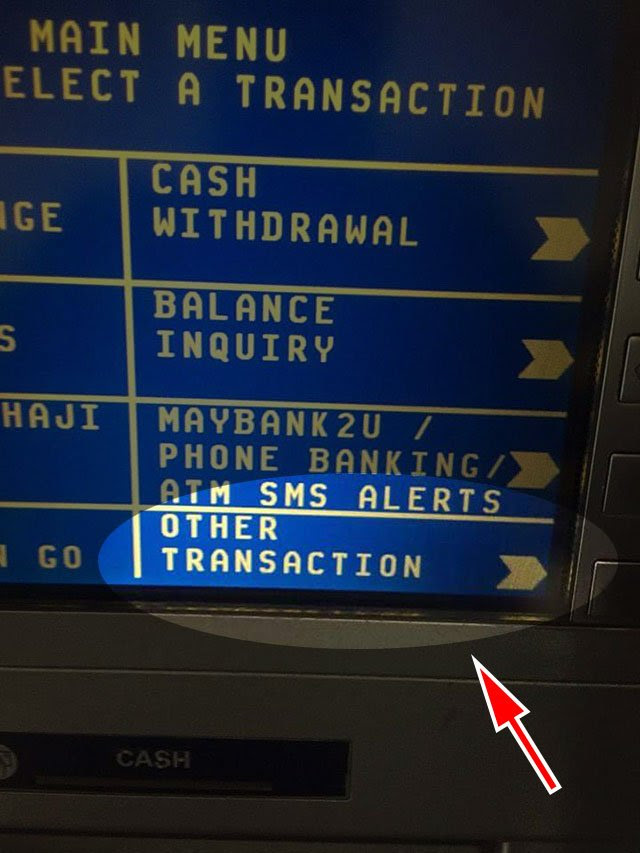 MAIN MENU
ELECT A TRANSACTION
CASH
WITHDRAWAL
NGE
BALANCE
INQUIRY
S
HAJI
MAYBANK2U /
PHONE BANKING/
ATM SMS ALERTS
OTHER
TRANSACTION
N GO
CASH